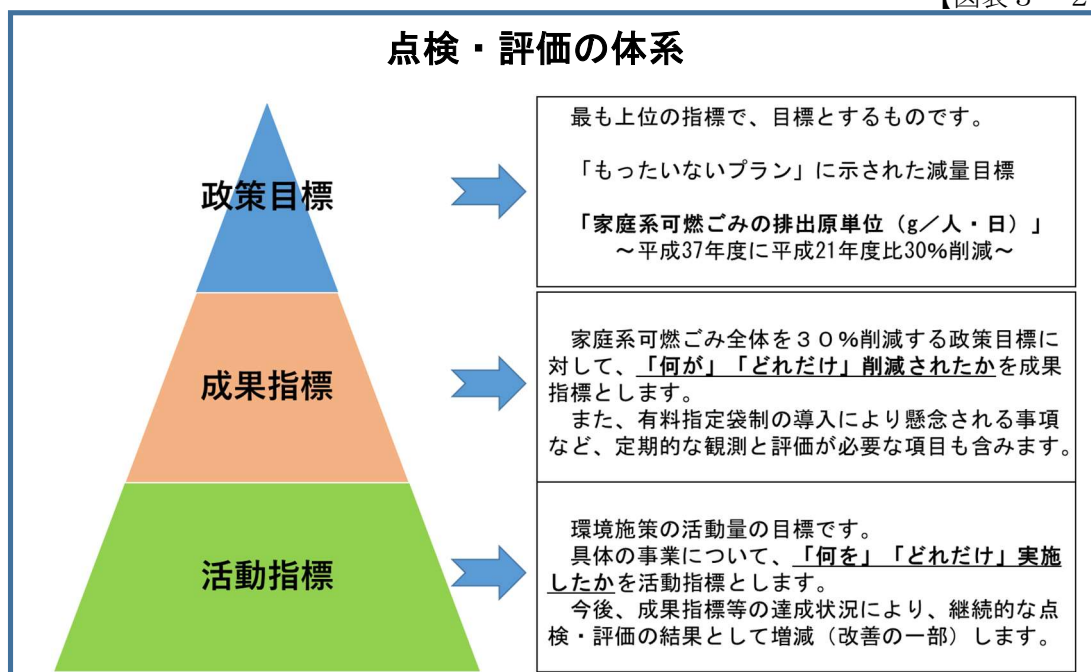 【図表３－２
点検・評価の体系
政策目標
最も上位の指標で、目標とするものです。
「もったいないプラン」に示された減量目標
「家庭系可燃ごみの排出原単位（g／人・日）」
～平成37年度に平成21年度比30%削減～
成果指標
家庭系可燃ごみ全体を３０％削減する政策目標に
対して、「何が」「どれだけ」削減されたかを成果
指標とします。
また、有料指定袋制の導入により懸念される事項
など、定期的な観測と評価が必要な項目も含みます。
活動指標
環境施策の活動量の目標です。
具体の事業について、「何を」「どれだけ」実施
したかを活動指標とします。
今後、成果指標等の達成状況により、継続的な点
検・評価の結果として増減（改善の一部）します。